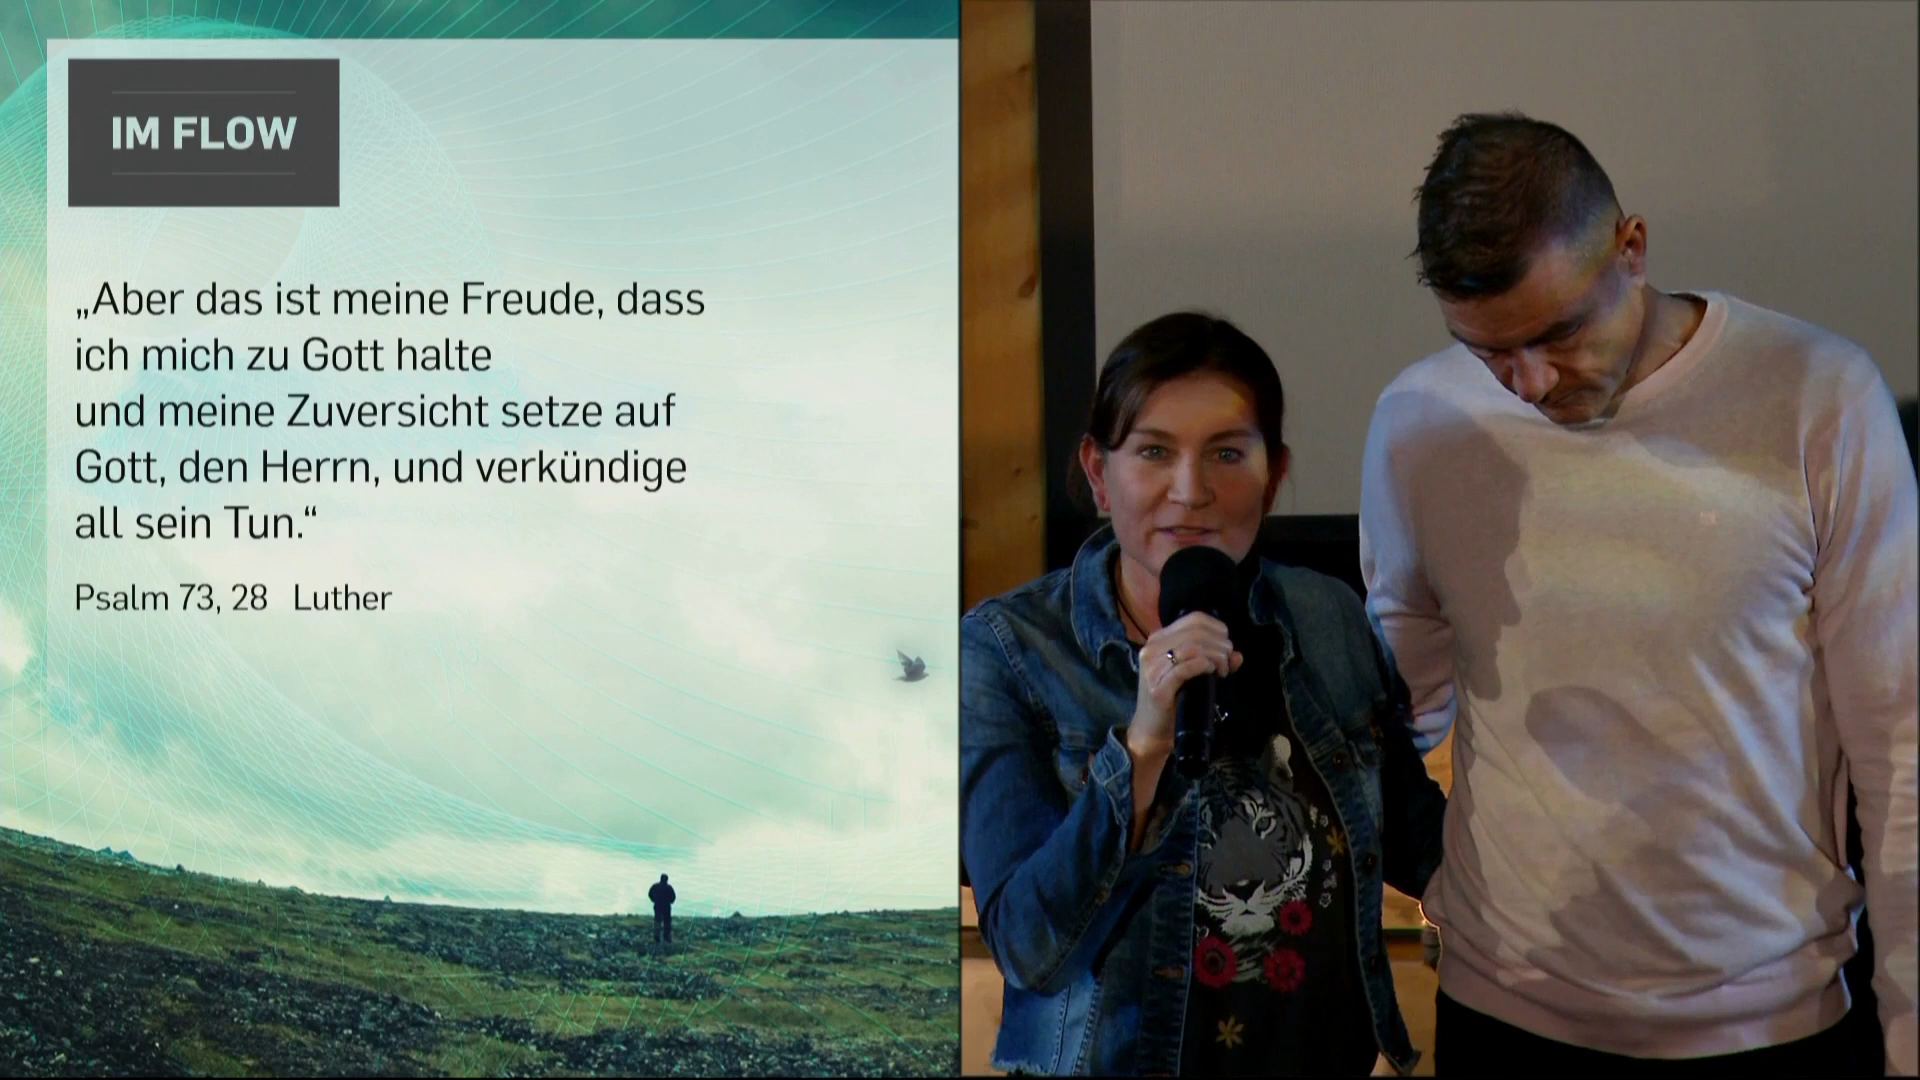 IM FLOW
„Aber das ist meine Freude, dass
ich mich zu Gott halte
und meine Zuversicht setze auf
Gott, den Herrn, und verkündige
all sein Tun.“
Psalm 73, 28 Luther